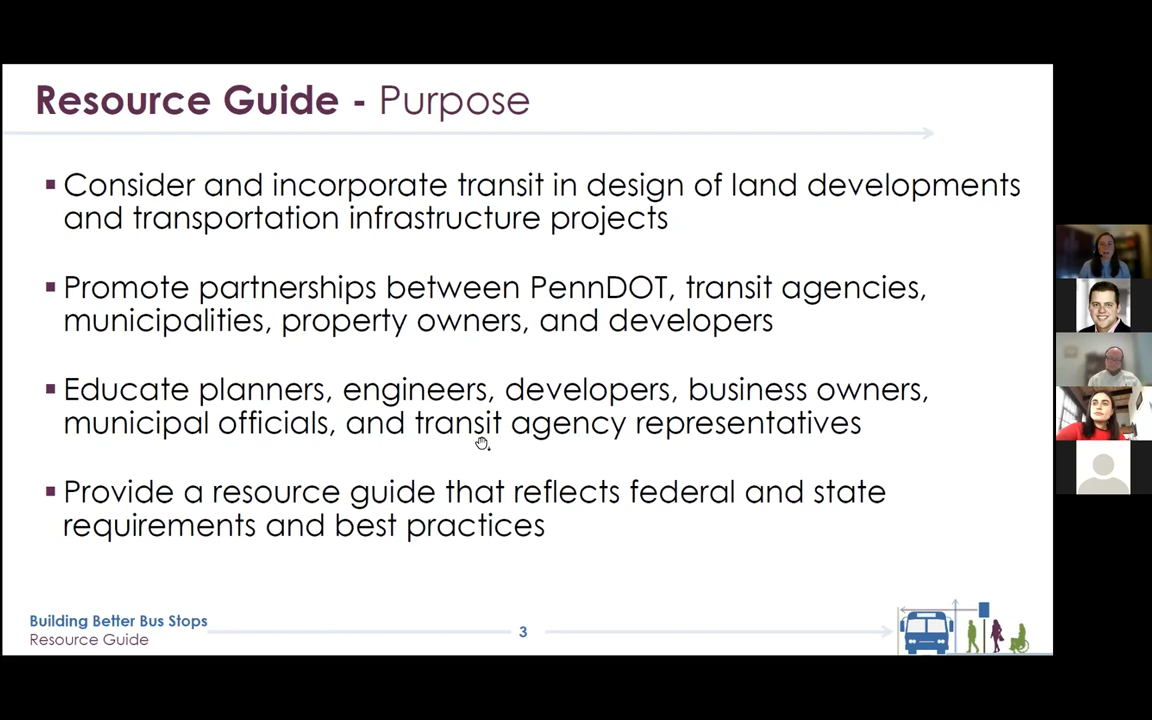 Resource Guide - Purpose
▪ Consider and incorporate transit in design of land developments
and transportation infrastructure projects
▪ Promote partnerships between PennDOT, transit agencies,
municipalities, property owners, and developers
▪ Educate planners, engineers, developers, business owners,
municipal officials, and transit agency representatives
▪ Provide a resource guide that reflects federal and state
requirements and best practices
Building Better Bus Stops
Resource Guide
3